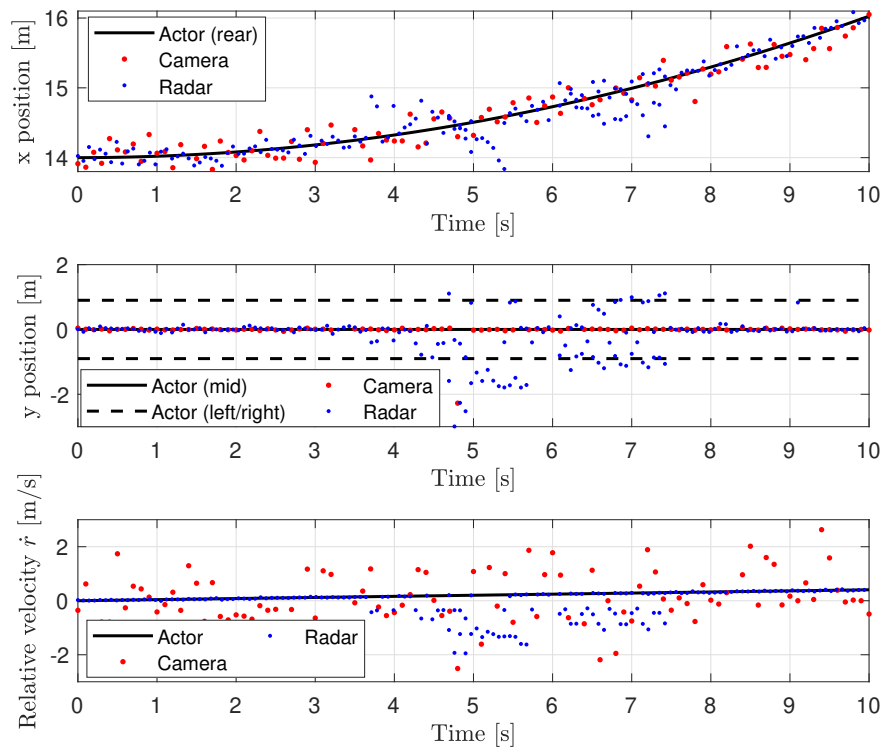 x position [m]
16
15
14
Actor (rear)
Camera
Radar
0 1 2 3 4 5 6 7 8 9 10
Time [s]
y position [m]
2
0
-2
Actor (mid) Camera
Actor (left/right) Radar
0 1 2 3 4 5 6 7 8 9 10
Time [s]
Relative velocity ṙ [m/s]
2
0
-2
Actor Radar
Camera
0 1 2 3 4 5 6 7 8 9 10
Time [s]